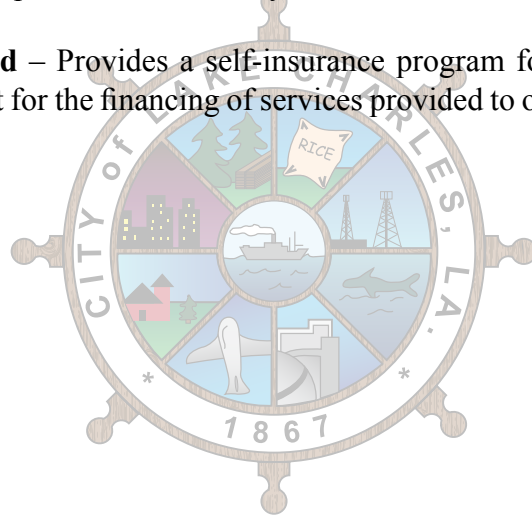 d – Provides a self-insurance program fo
t for the financing of services provided to o
CITY of LAKE CHARLES, LA.
RICE
* 1867 *